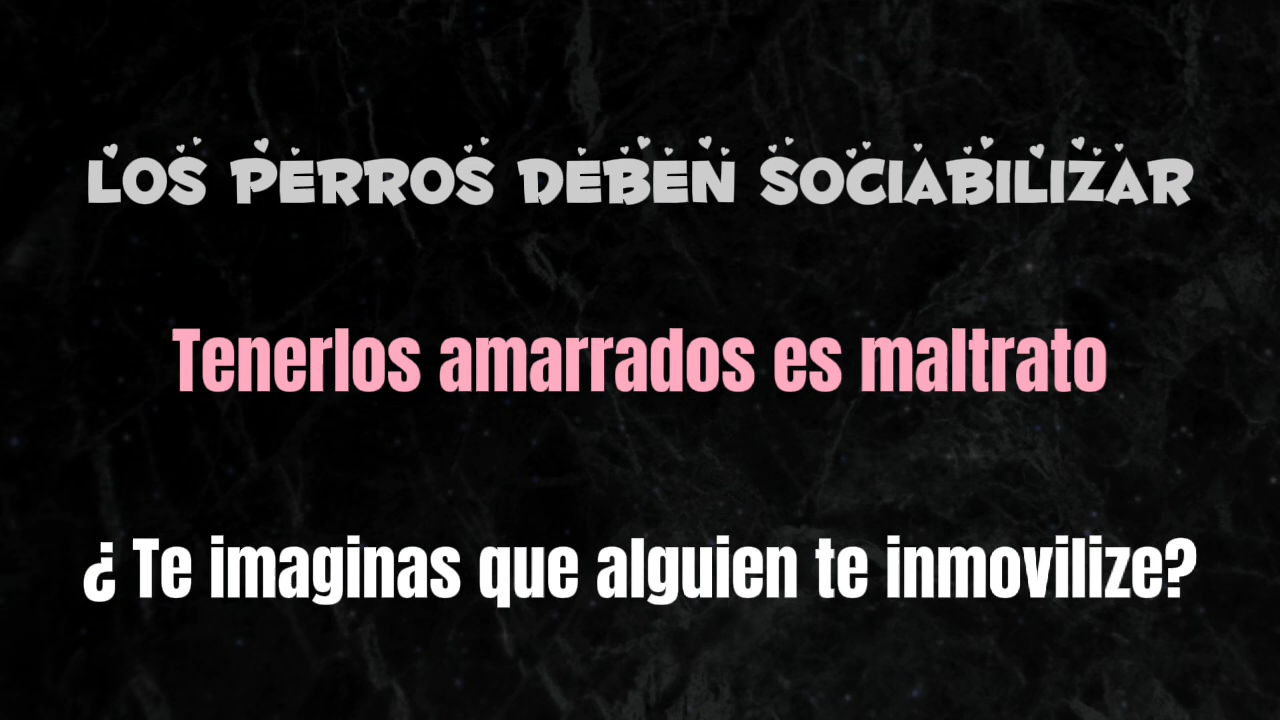 LOS PERROS DEBEN SOCIABILIZAR
Tenerlos amarrados es maltrato
¿ Te imaginas que alguien te inmovilize?